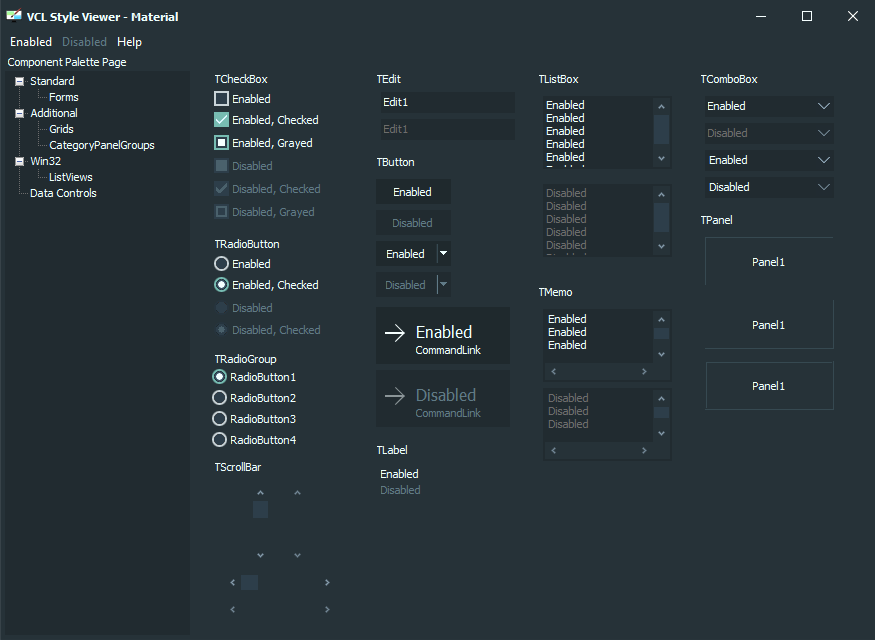 VCL Style Viewer - Material
Enabled Disabled Help
Component Palette Page
Standard
Forms
Additional
Grids
CategoryPanelGroups
Win32
ListViews
Data Controls
TCheckBox
Enabled
Enabled, Checked
Enabled, Grayed
Disabled
Disabled, Checked
Disabled, Grayed
TRadioButton
Enabled
Enabled, Checked
Disabled
Disabled, Checked
TRadioGroup
RadioButton1
RadioButton2
RadioButton3
RadioButton4
TScrollBar
TEdit
Edit1
Edit1
TButton
Enabled
Disabled
Enabled
Disabled
Enabled
CommandLink
Disabled
CommandLink
TLabel
Enabled
Disabled
TListBox
Enabled
Enabled
Enabled
Enabled
Enabled
Disabled
Disabled
Disabled
Disabled
Disabled
TMemo
Enabled
Enabled
Enabled
Disabled
Disabled
Disabled
TComboBox
Enabled
Disabled
Enabled
Disabled
TPanel
Panel1
Panel1
Panel1